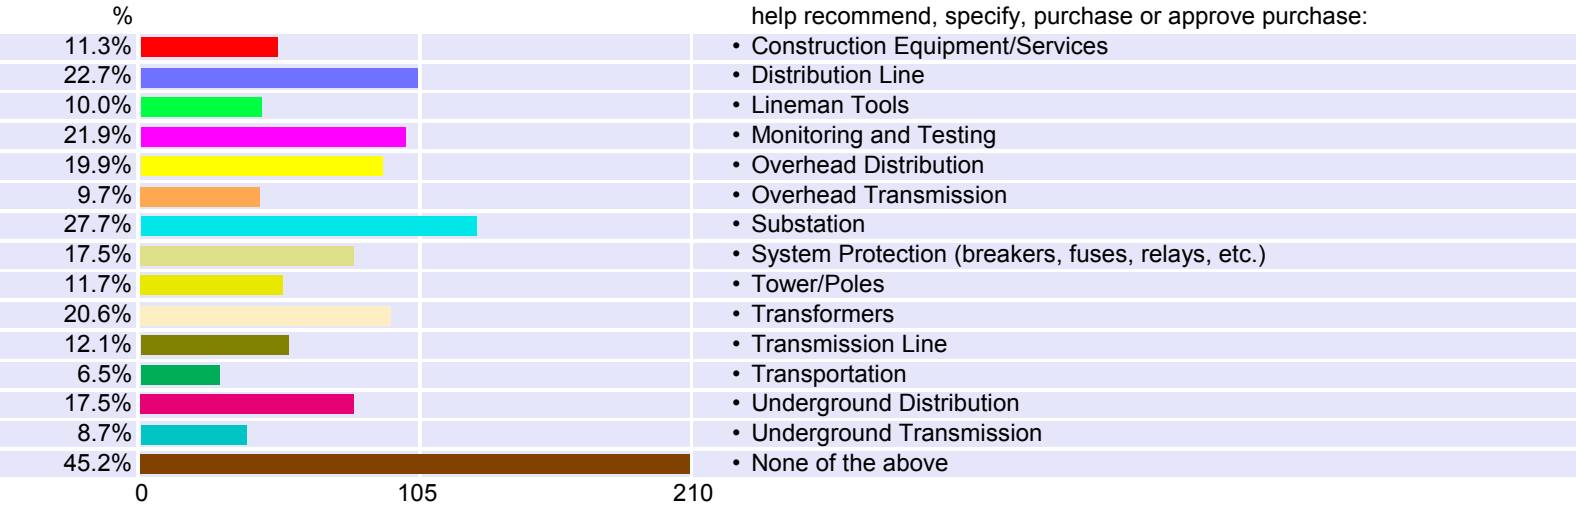 % help recommend, specify, purchase or approve purchase:
11.3% • Construction Equipment/Services
22.7% • Distribution Line
10.0% • Lineman Tools
21.9% • Monitoring and Testing
19.9% • Overhead Distribution
9.7% • Overhead Transmission
27.7% • Substation
17.5% • System Protection (breakers, fuses, relays, etc.)
11.7% • Tower/Poles
20.6% • Transformers
12.1% • Transmission Line
6.5% • Transportation
17.5% • Underground Distribution
8.7% • Underground Transmission
45.2% • None of the above
0 105 210